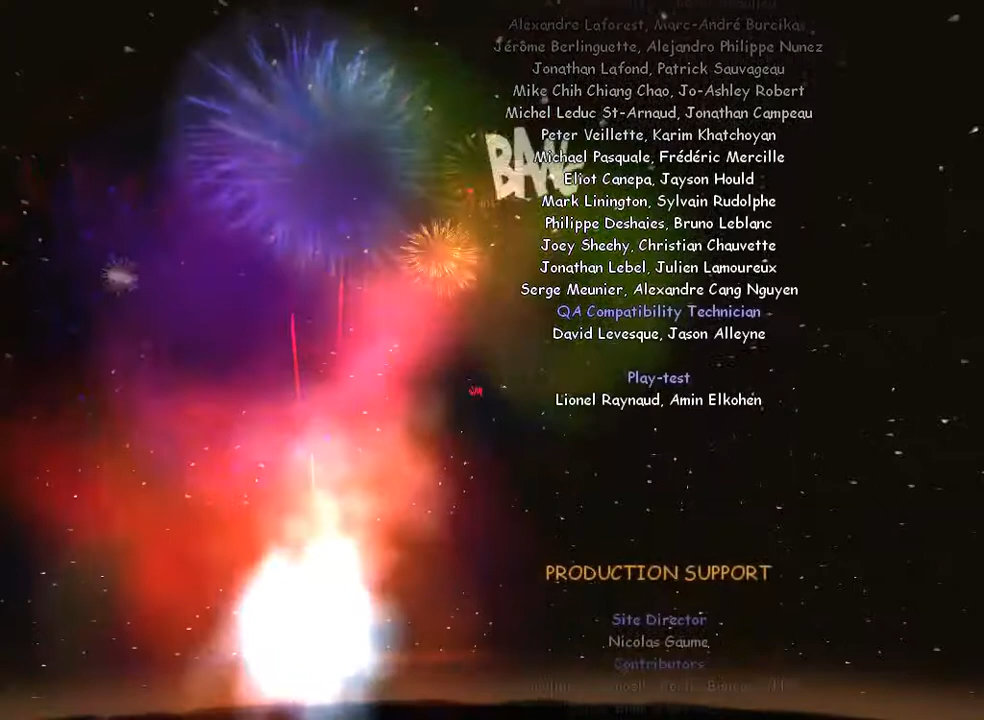 Alexandre Laforest, Marc-André Burcikas
Jérôme Berlinguette, Alejandro Philippe Nunez
Jonathan Lafond, Patrick Sauvageau
Mike Chih Chiang Chao, Jo-Ashley Robert
Michel Leduc St-Arnaud, Jonathan Campeau
Peter Veillette, Karim Khatchoyan
BANG
Michael Pasquale, Frédéric Mercille
Eliot Canepa, Jayson Hould
Mark Linington, Sylvain Rudolphe
Philippe Deshaies, Bruno Leblanc
Joey Sheehy, Christian Chauvette
Jonathan Lebel, Julien Lamoureux
Serge Meunier, Alexandre Cang Nguyen
QA Compatibility Technician
David Levesque, Jason Alleyne
Play-test
Lionel Raynaud, Amin Elkohen
PRODUCTION SUPPORT
Site Director
Nicolas Gaume
Contributors